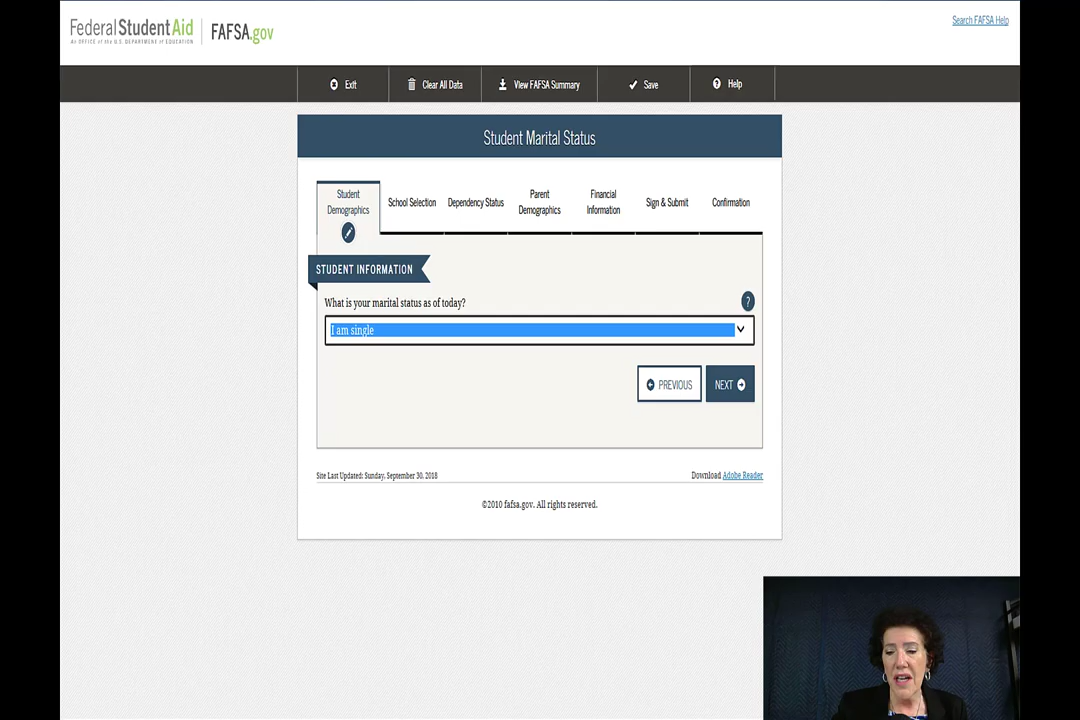 Federal Student Aid
An OFFICE of the U.S. DEPARTMENT of EDUCATION
FAFSA.gov
Search FAFSA Help
Exit
Clear All Data
View FAFSA Summary
Save
? Help
Student Marital Status
Student Demographics
School Selection
Dependency Status
Parent Demographics
Financial Information
Sign & Submit
Confirmation
STUDENT INFORMATION
What is your marital status as of today?
?
I am single
PREVIOUS
NEXT
Site Last Updated: Sunday, September 30, 2018
Download Adobe Reader
©2010 fafsa.gov. All rights reserved.